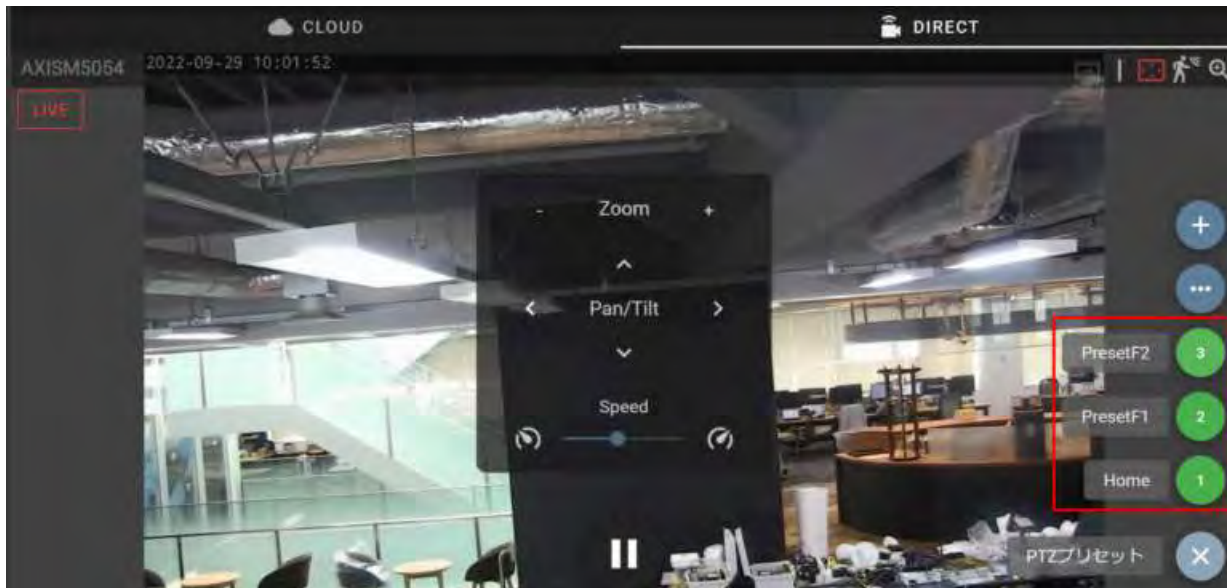 CLOUD
DIRECT
AXISM5054
2022-09-29 10:01:52
LIVE
- Zoom +
Pan/Tilt
Speed
PresetF2 3
PresetF1 2
Home 1
PTZプリセット